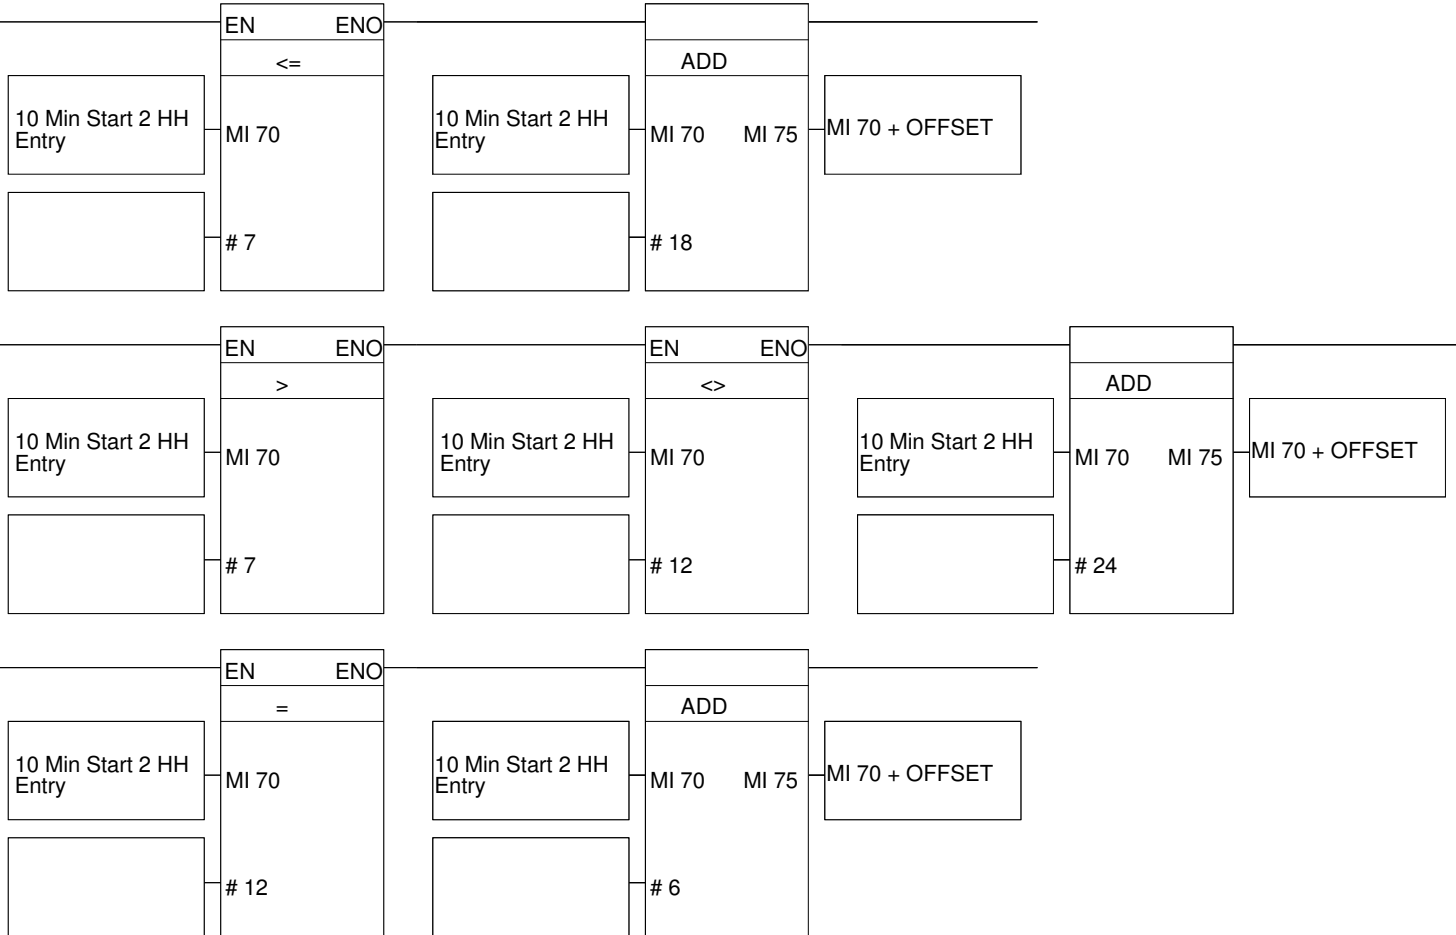 EN ENO
<=
ADD
10 Min Start 2 HH
Entry
MI 70
10 Min Start 2 HH
Entry
MI 70 MI 75
MI 70 + OFFSET
# 7
# 18
EN ENO
>
EN ENO
<>
ADD
10 Min Start 2 HH
Entry
MI 70
10 Min Start 2 HH
Entry
MI 70
10 Min Start 2 HH
Entry
MI 70 MI 75
MI 70 + OFFSET
# 7
# 12
# 24
EN ENO
=
ADD
10 Min Start 2 HH
Entry
MI 70
10 Min Start 2 HH
Entry
MI 70 MI 75
MI 70 + OFFSET
# 12
# 6